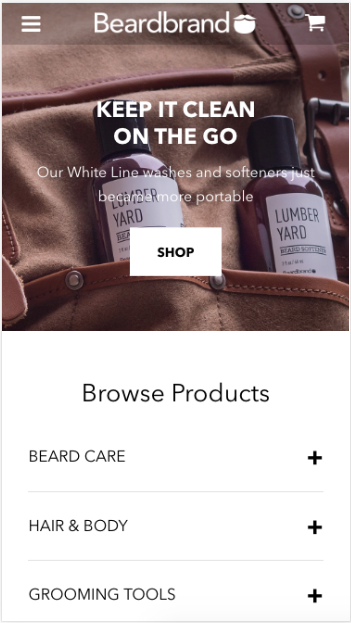 Beardbrand
KEEP IT CLEAN
ON THE GO
Our White Line washes and softeners just
became more portable
LUMBER
YARD
LUMBER
YARD
BEARD SOFTENER
Beardbrand
SHOP
Browse Products
BEARD CARE
HAIR & BODY
GROOMING TOOLS